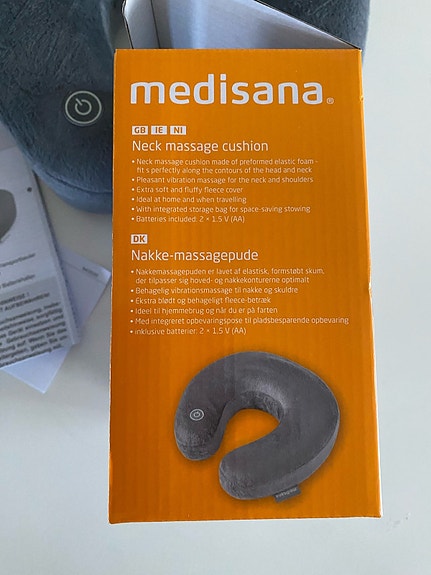 medisana®
GB IE NI
Neck massage cushion
• Neck massage cushion made of preformed elastic foam -
fit s perfectly along the contours of the head and neck
• Pleasant vibration massage for the neck and shoulders
• Extra soft and fluffy fleece cover
• Ideal at home and when travelling
• With integrated storage bag for space-saving stowing
• Batteries included: 2 × 1.5 V (AA)
DK
Nakke-massagepude
• Nakkemassagepuden er lavet af elastisk, formstøbt skum,
der tilpasser sig hoved- og nakkekonturerne optimalt
• Behagelig vibrationsmassage til nakke og skuldre
• Ekstra blødt og behageligt fleece-betræk
• Ideel til hjemmebrug og når du er på farten
• Med integreret opbevaringspose til pladsbesparende opbevaring
• inklusive batterier: 2 × 1,5 V (AA)